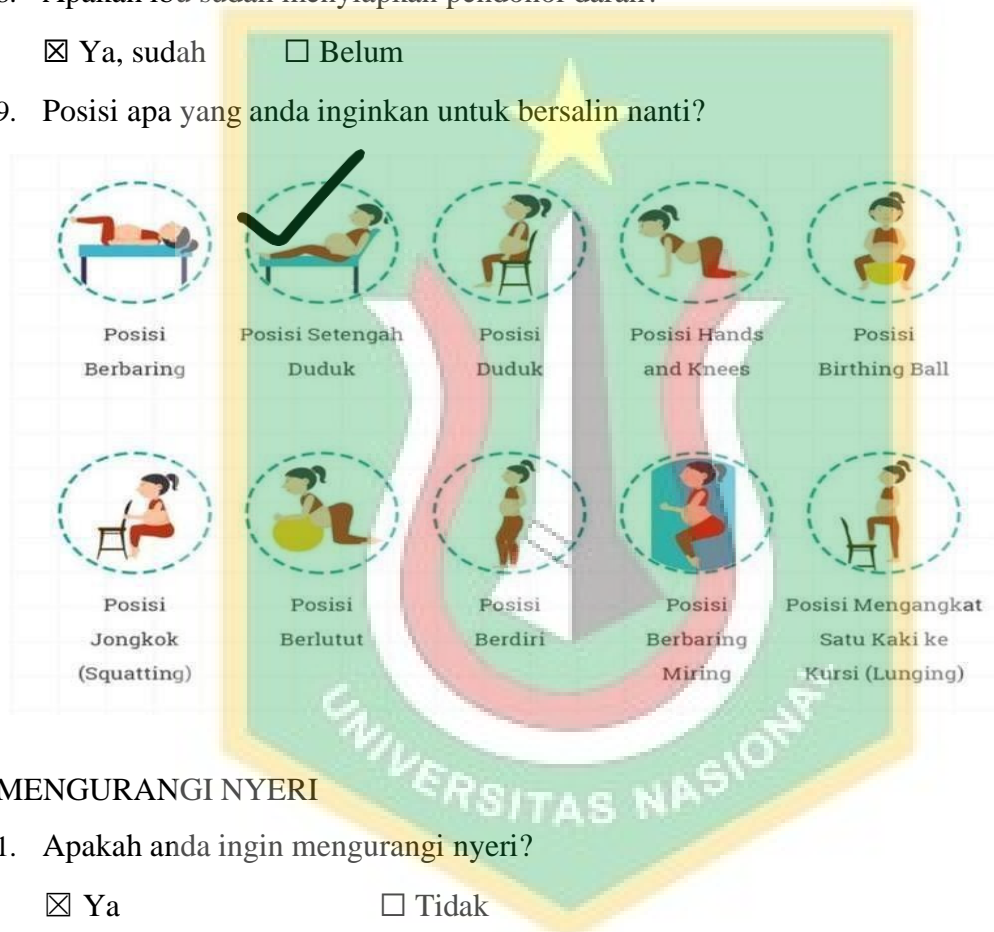 Apakah ibu sudah menyiapkan pendonor darah?
☒ Ya, sudah ☐ Belum
9. Posisi apa yang anda inginkan untuk bersalin nanti?
Posisi Berbaring
Posisi Setengah Duduk
Posisi Duduk
Posisi Hands and Knees
Posisi Birthing Ball
Posisi Jongkok (Squatting)
Posisi Berlutut
Posisi Berdiri
Posisi Berbaring Miring
Posisi Mengangkat Satu Kaki ke Kursi (Lunging)
UNIVERSITAS NASIONAL
MENGURANGI NYERI
1. Apakah anda ingin mengurangi nyeri?
☒ Ya ☐ Tidak